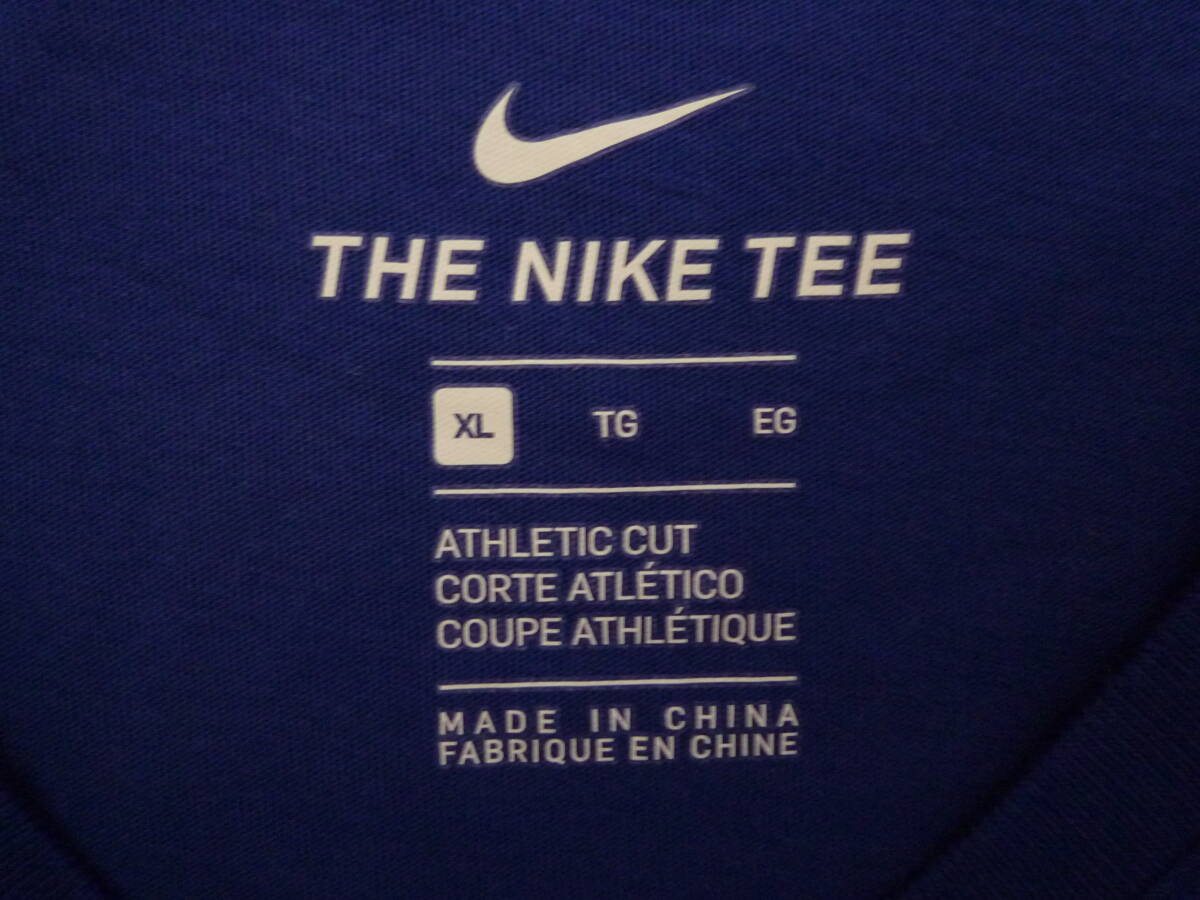 THE NIKE TEE
XL TG EG
ATHLETIC CUT
CORTE ATLÉTICO
COUPE ATHLÉTIQUE
MADE IN CHINA
FABRIQUE EN CHINE